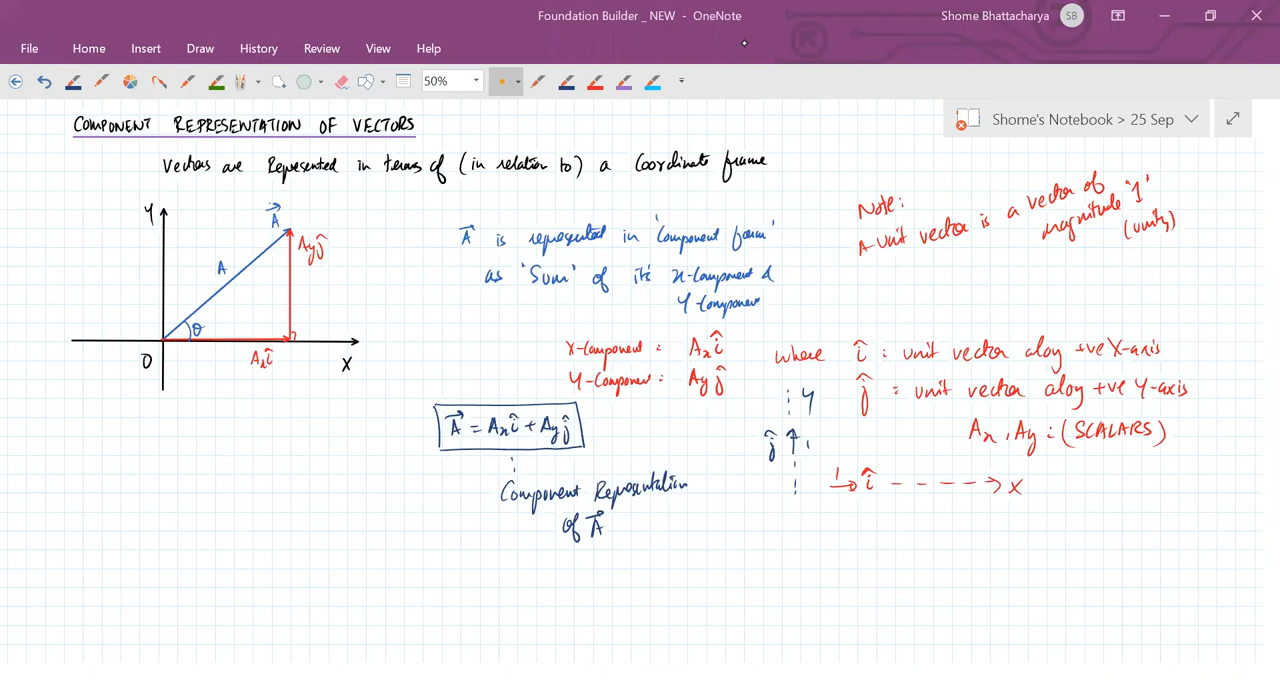 Foundation Builder _ NEW - OneNote
Shome Bhattacharya
SB
File Home Insert Draw History Review View Help
50%
Shome's Notebook > 25 Sep
COMPONENT REPRESENTATION OF VECTORS
Vectors are Represented in terms of (in relation to) a Coordinate frame
Note:
A unit vector is a vector of
magnitude '1'
(unity)
Y
A⃗
Ayĵ
A
θ
O
Axî
X
A⃗ is represented in 'Component form'
as 'Sum' of its x-Component &
Y-Component
X-Component: Axî
Y-Component: Ayĵ
where î : unit vector along +ve X-axis
ĵ = unit vector along +ve Y-axis
Ax, Ay : (SCALARS)
A⃗ = Axî + Ayĵ
Component Representation
of A⃗
Y
ĵ 1
1 î X